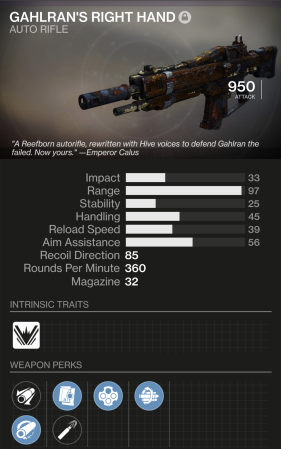 GAHLRAN'S RIGHT HAND
AUTO RIFLE
950
ATTACK
"A Reefborn autorifle, rewritten with Hive voices to defend Gahlran the
failed. Now yours." —Emperor Calus
Impact 33
Range 97
Stability 25
Handling 45
Reload Speed 39
Aim Assistance 56
Recoil Direction 85
Rounds Per Minute 360
Magazine 32
INTRINSIC TRAITS
WEAPON PERKS